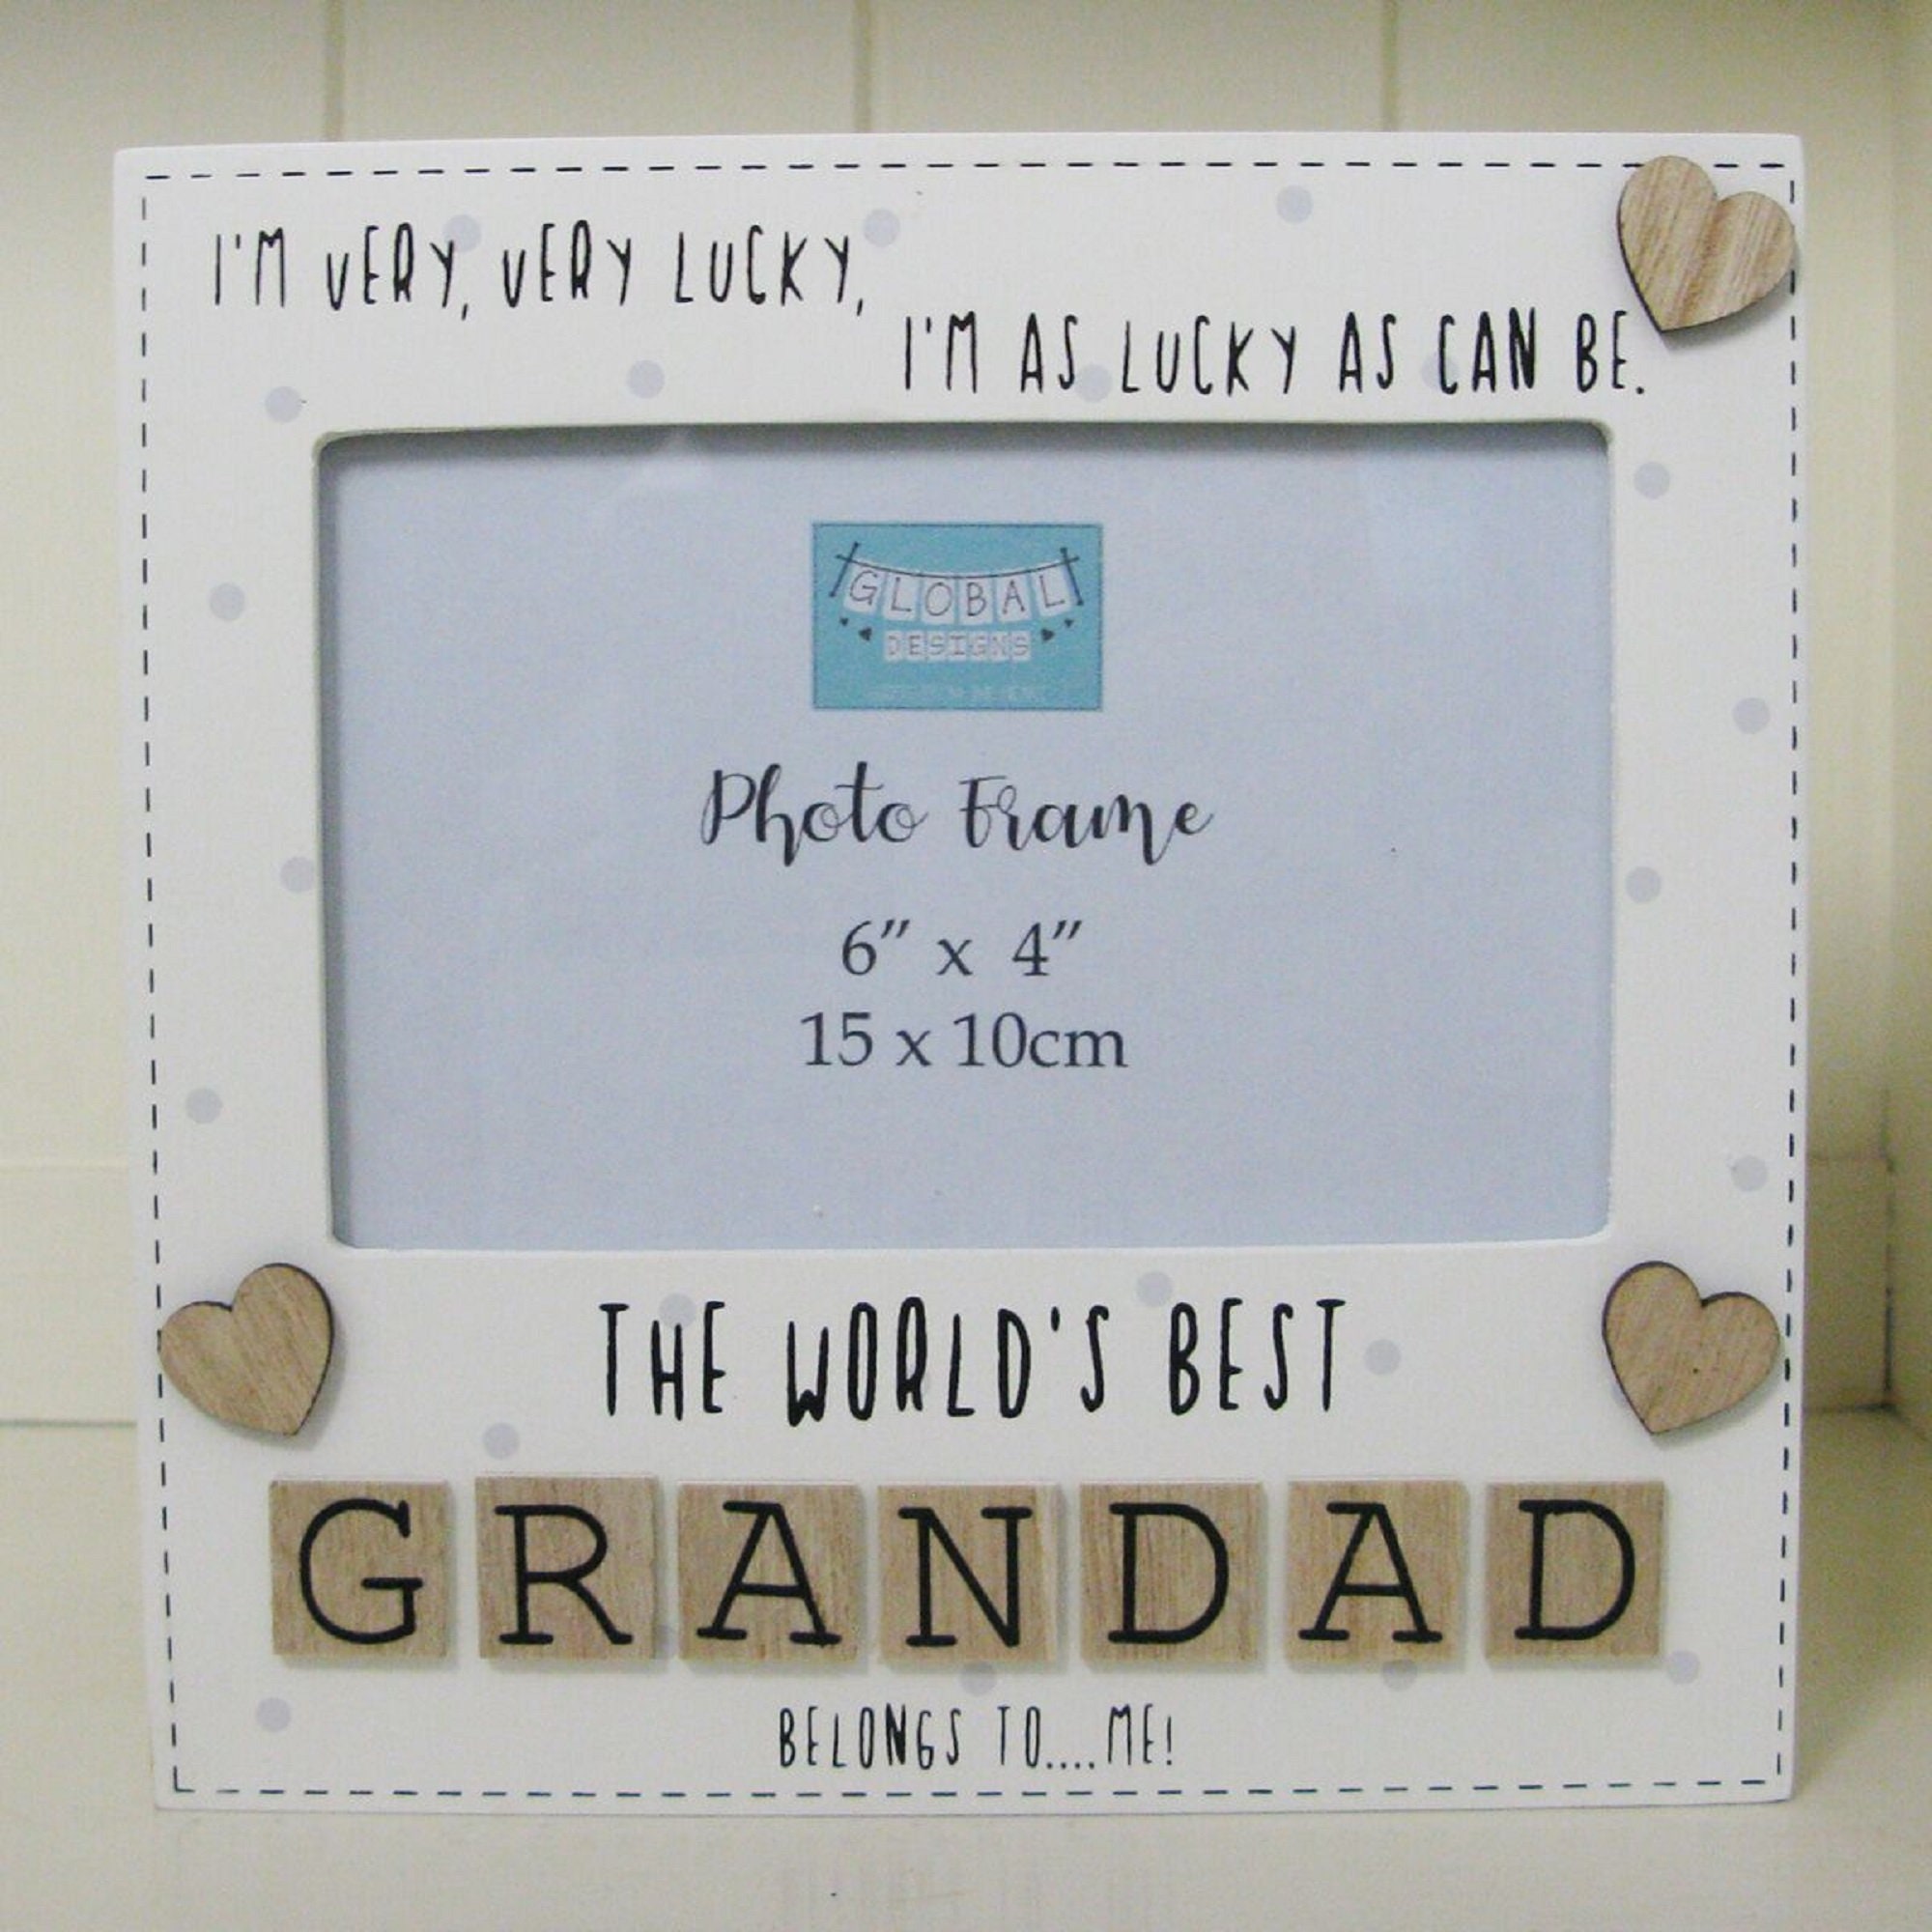 I'M VERY, VERY LUCKY,
I'M AS LUCKY AS CAN BE.
GLOBAL
DESIGNS
Photo Frame
6" x 4"
15 x 10cm
THE WORLD'S BEST
GRANDAD
BELONGS TO....ME!